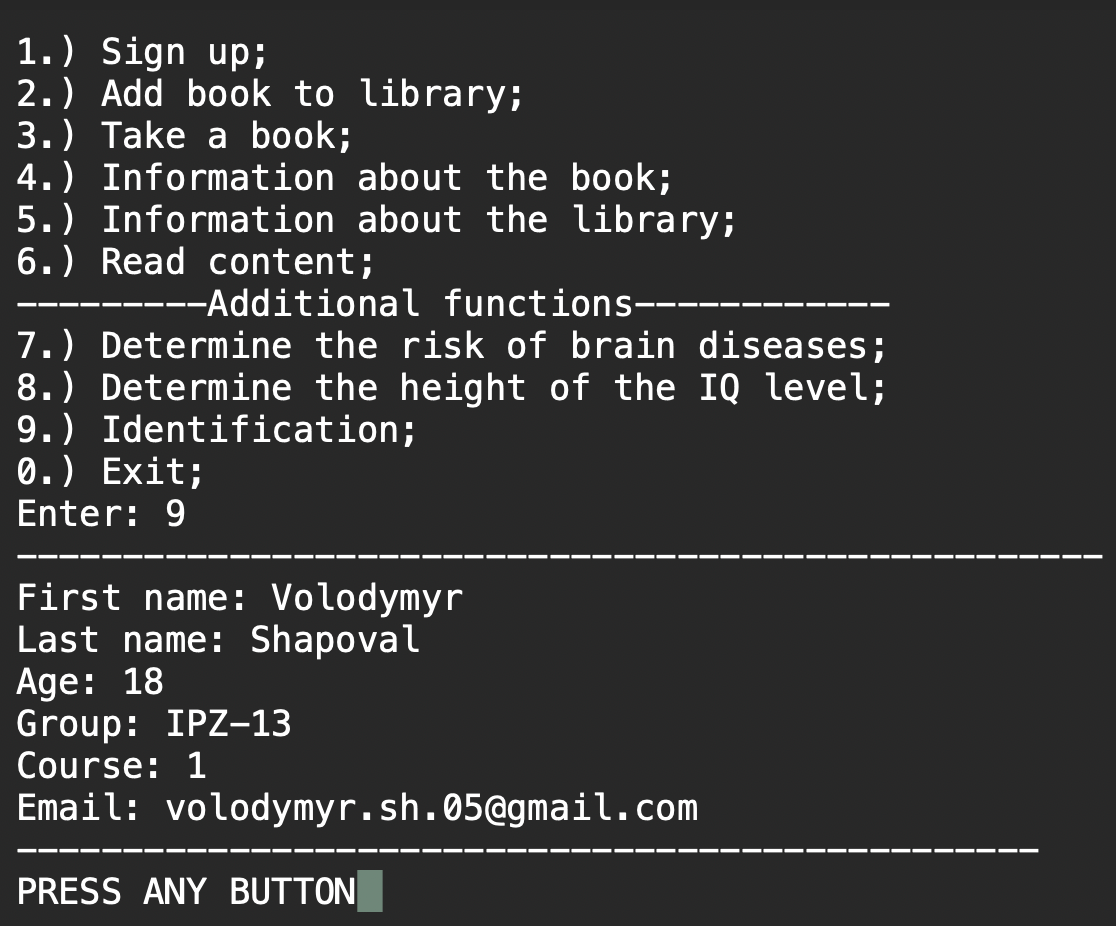 1.) Sign up;
2.) Add book to library;
3.) Take a book;
4.) Information about the book;
5.) Information about the library;
6.) Read content;
---------Additional functions------------
7.) Determine the risk of brain diseases;
8.) Determine the height of the IQ level;
9.) Identification;
0.) Exit;
Enter: 9
---------------------------------------------------
First name: Volodymyr
Last name: Shapoval
Age: 18
Group: IPZ-13
Course: 1
Email: volodymyr.sh.05@gmail.com
------------------------------------------------
PRESS ANY BUTTON